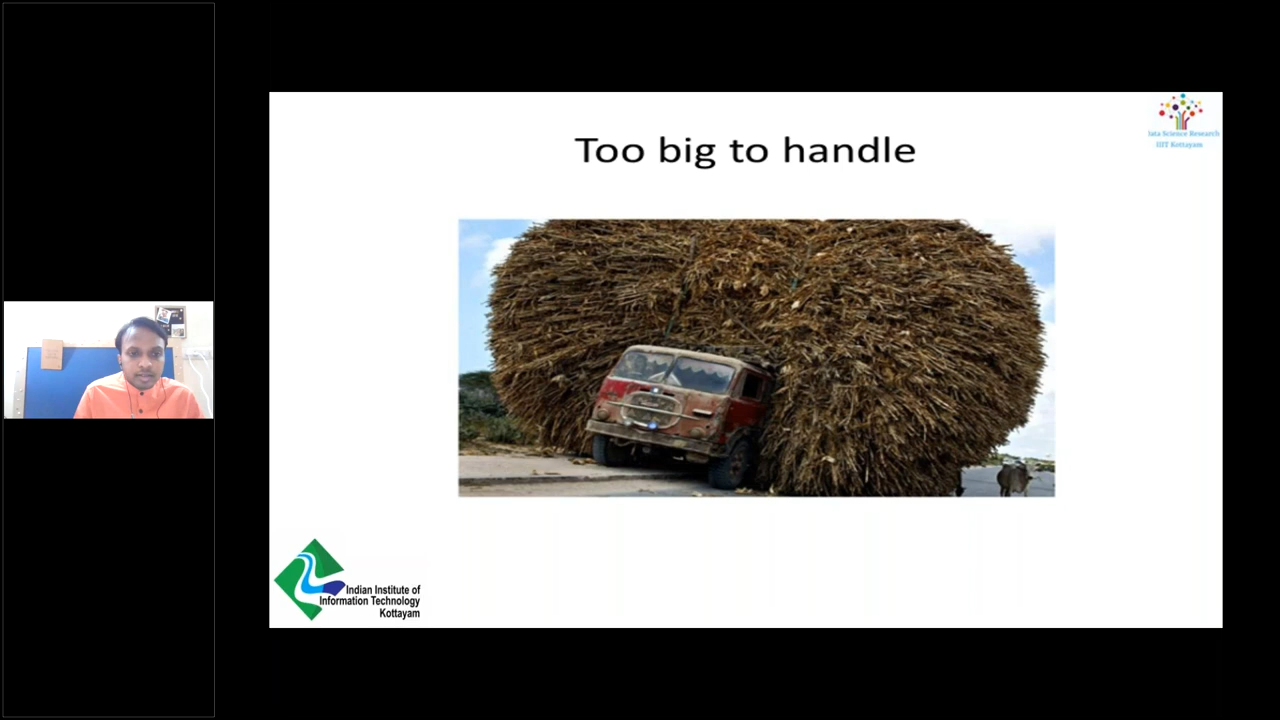 Too big to handle
Data Science Research
IIIT Kottayam
Indian Institute of
Information Technology
Kottayam